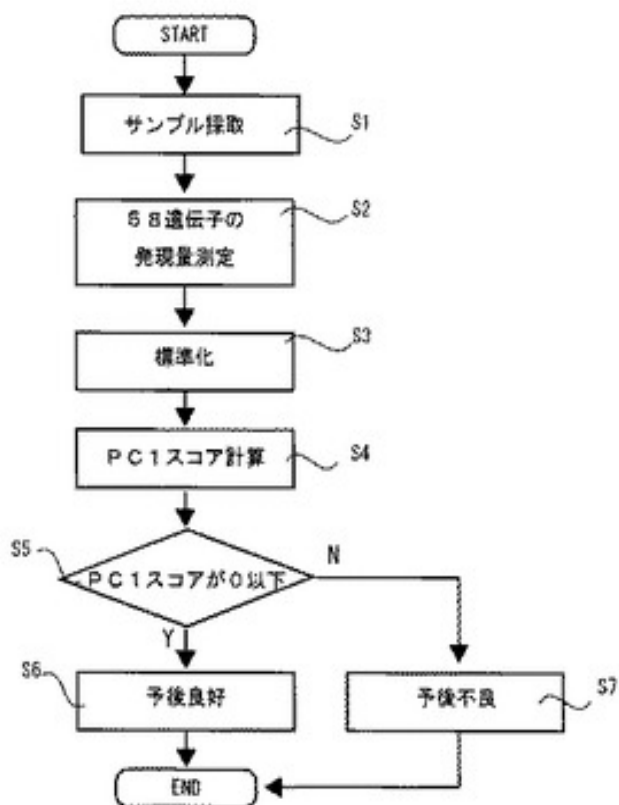 START
サンプル採取
S1
58遺伝子の
発現量測定
S2
標準化
S3
PC1スコア計算
S4
S5
PC1スコアが0以下
N
Y
S6
予後良好
予後不良
S7
END